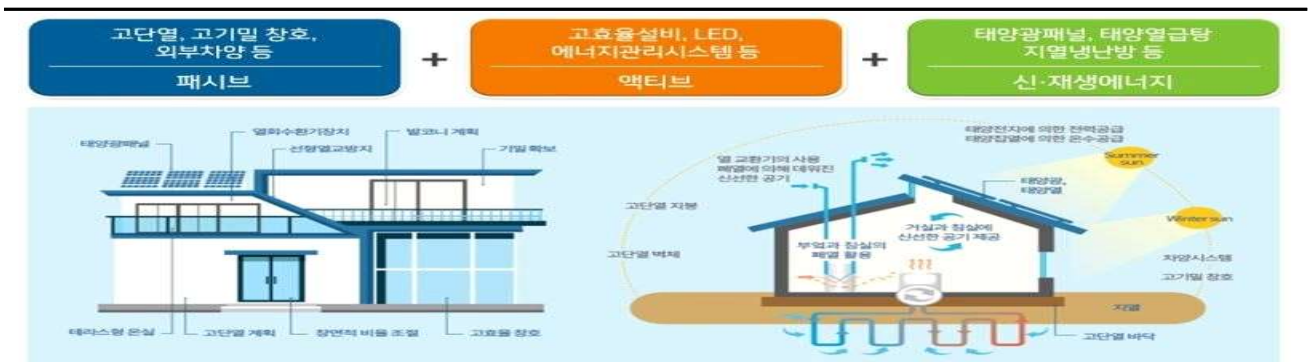 고단열, 고기밀 창호,
외부차양 등
패시브
+
고효율설비, LED,
에너지관리시스템 등
액티브
+
태양광패널, 태양열급탕
지열냉난방 등
신·재생에너지
태양광패널
열회수환기장치
선형열교방지
발코니 계획
기밀 확보
테라스형 온실
고단열 계획
창면적 비율 조절
고효율 창호
태양전지에 의한 전력공급
태양집열에 의한 온수공급
열 교환기의 사용
폐열에 의해 데워진
신선한 공기
Summer
sun
태양광,
태양열
고단열 지붕
Winter sun
거실과 침실에
신선한 공기 제공
부엌과 침실의
폐열 활용
고단열 벽체
차양시스템
고기밀 창호
지열
고단열 바닥